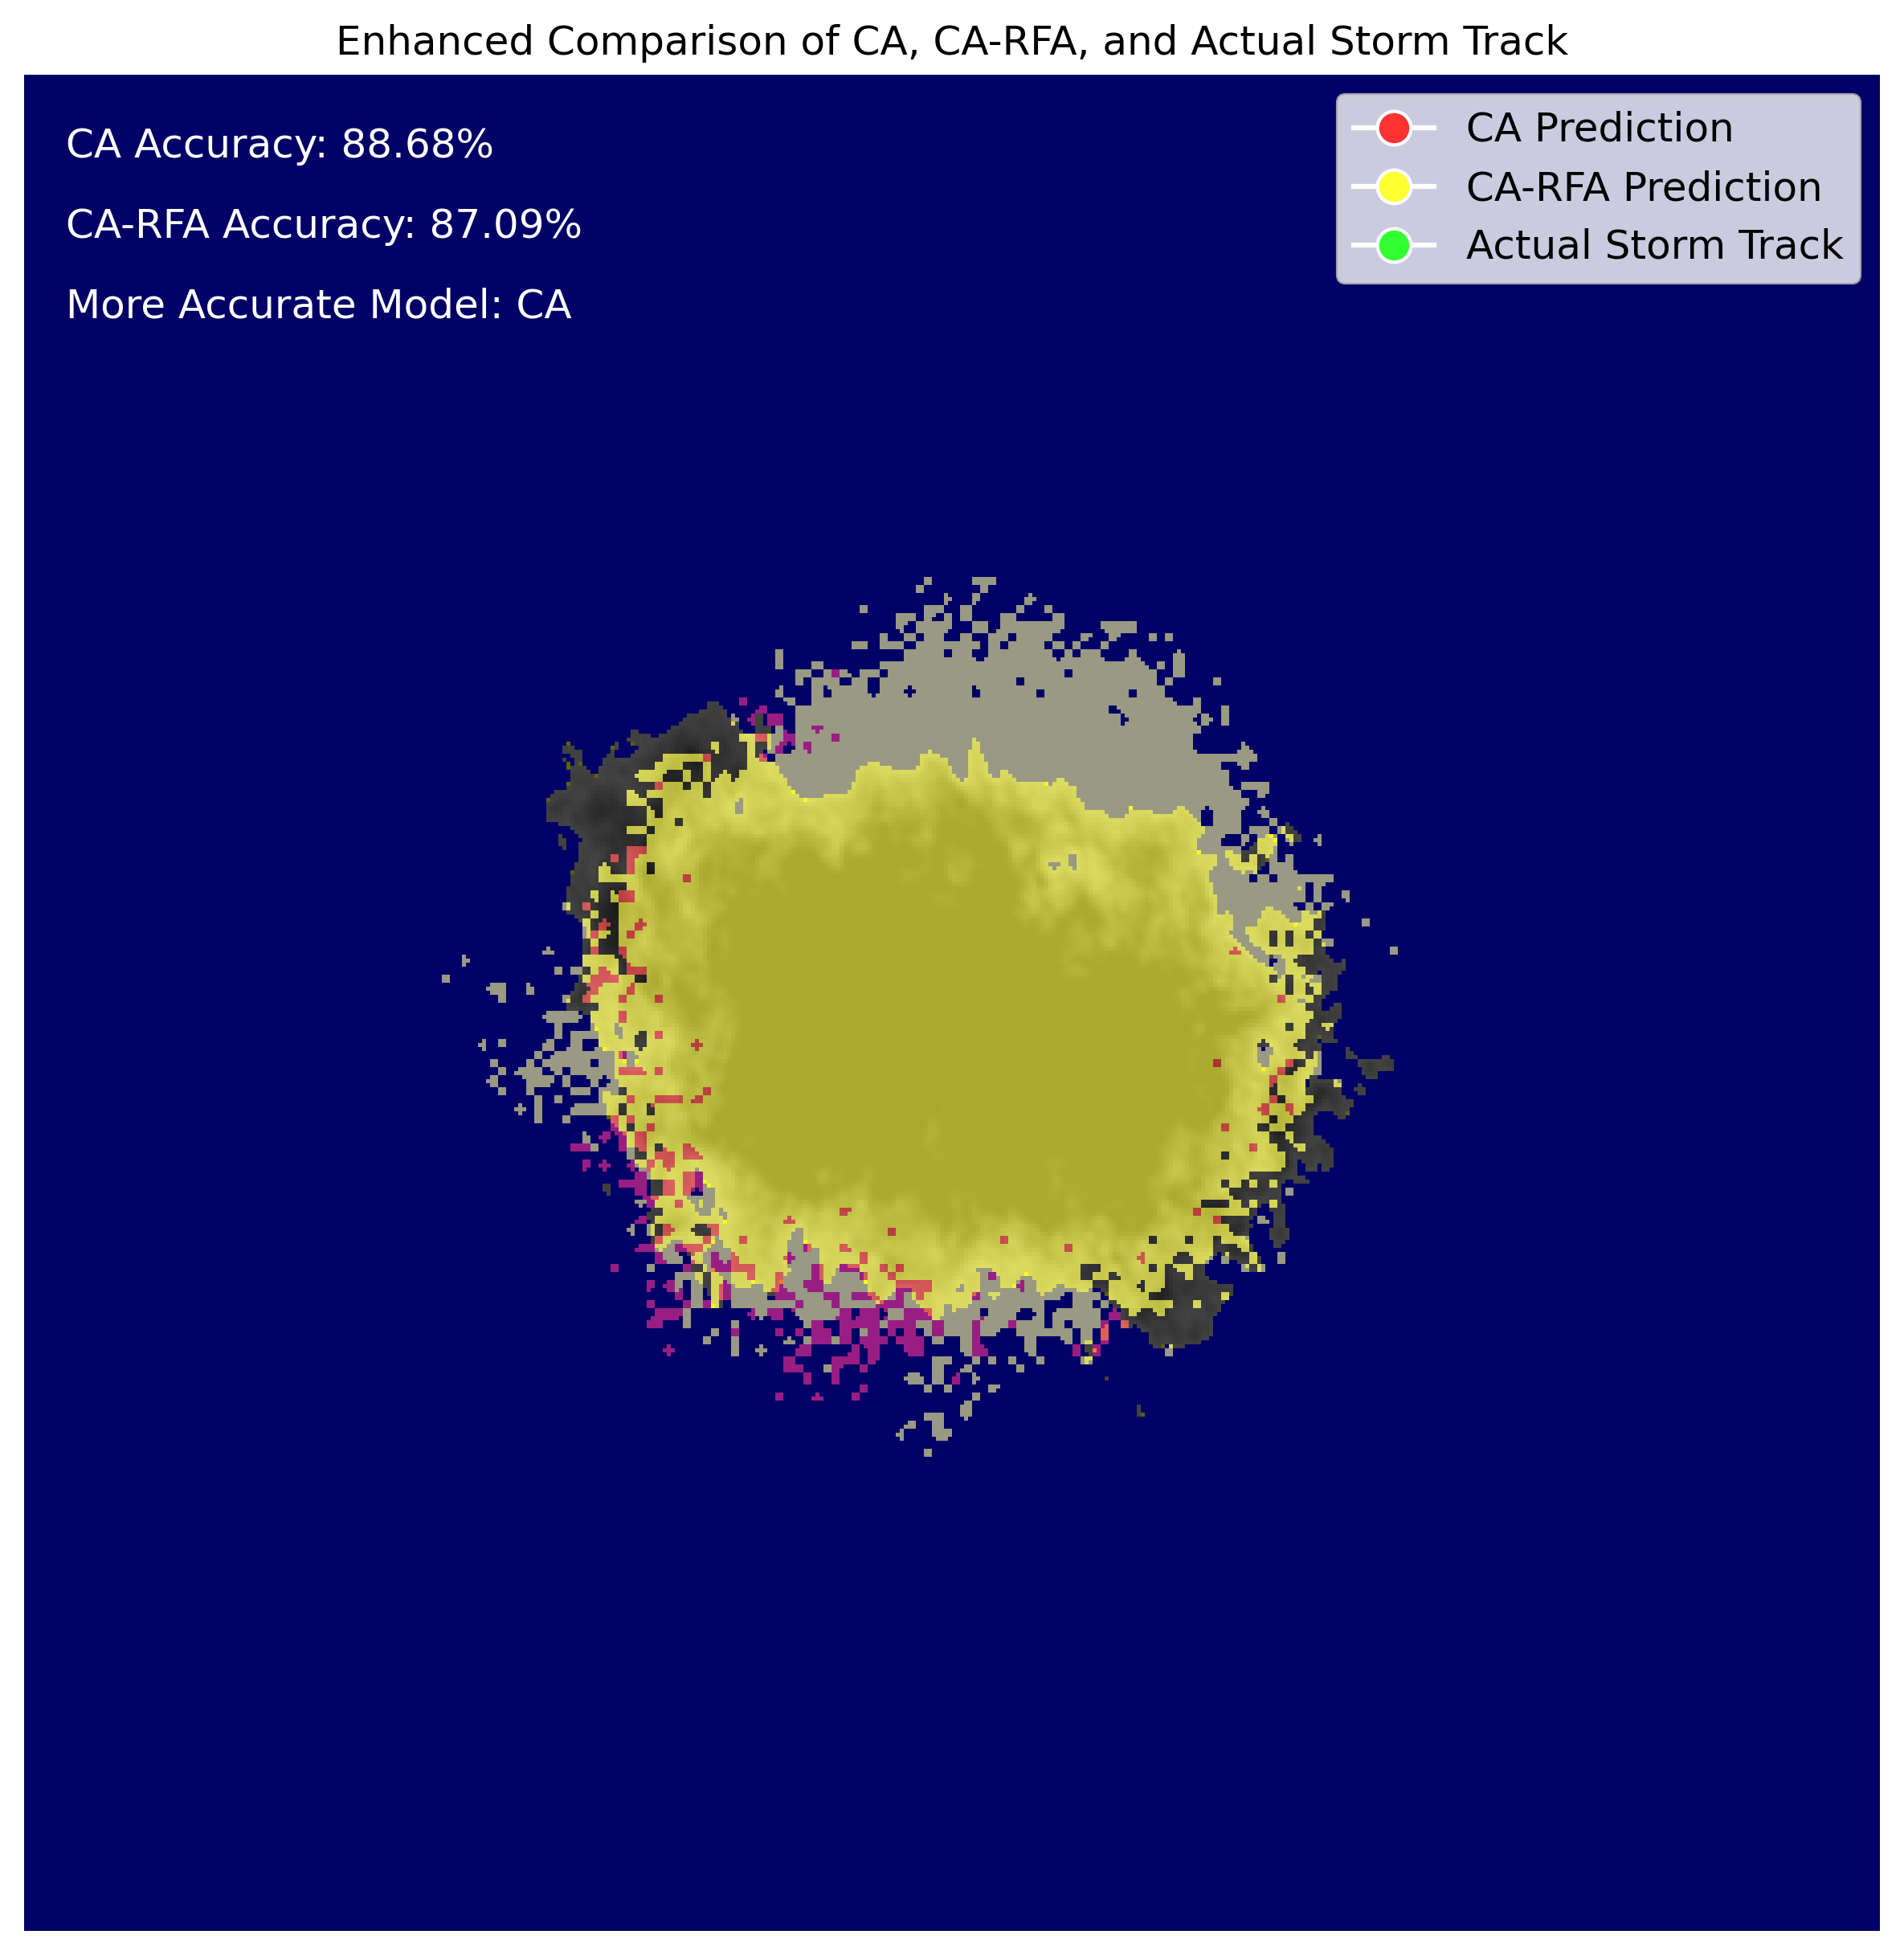 Enhanced Comparison of CA, CA-RFA, and Actual Storm Track
CA Accuracy: 88.68%
CA-RFA Accuracy: 87.09%
More Accurate Model: CA
CA Prediction
CA-RFA Prediction
Actual Storm Track